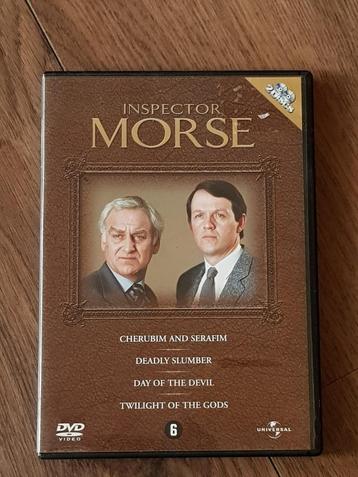 INSPECTOR
MORSE
CHERUBIM AND SERAFIM
DEADLY SLUMBER
DAY OF THE DEVIL
TWILIGHT OF THE GODS
DVD
VIDEO
6
UNIVERSAL